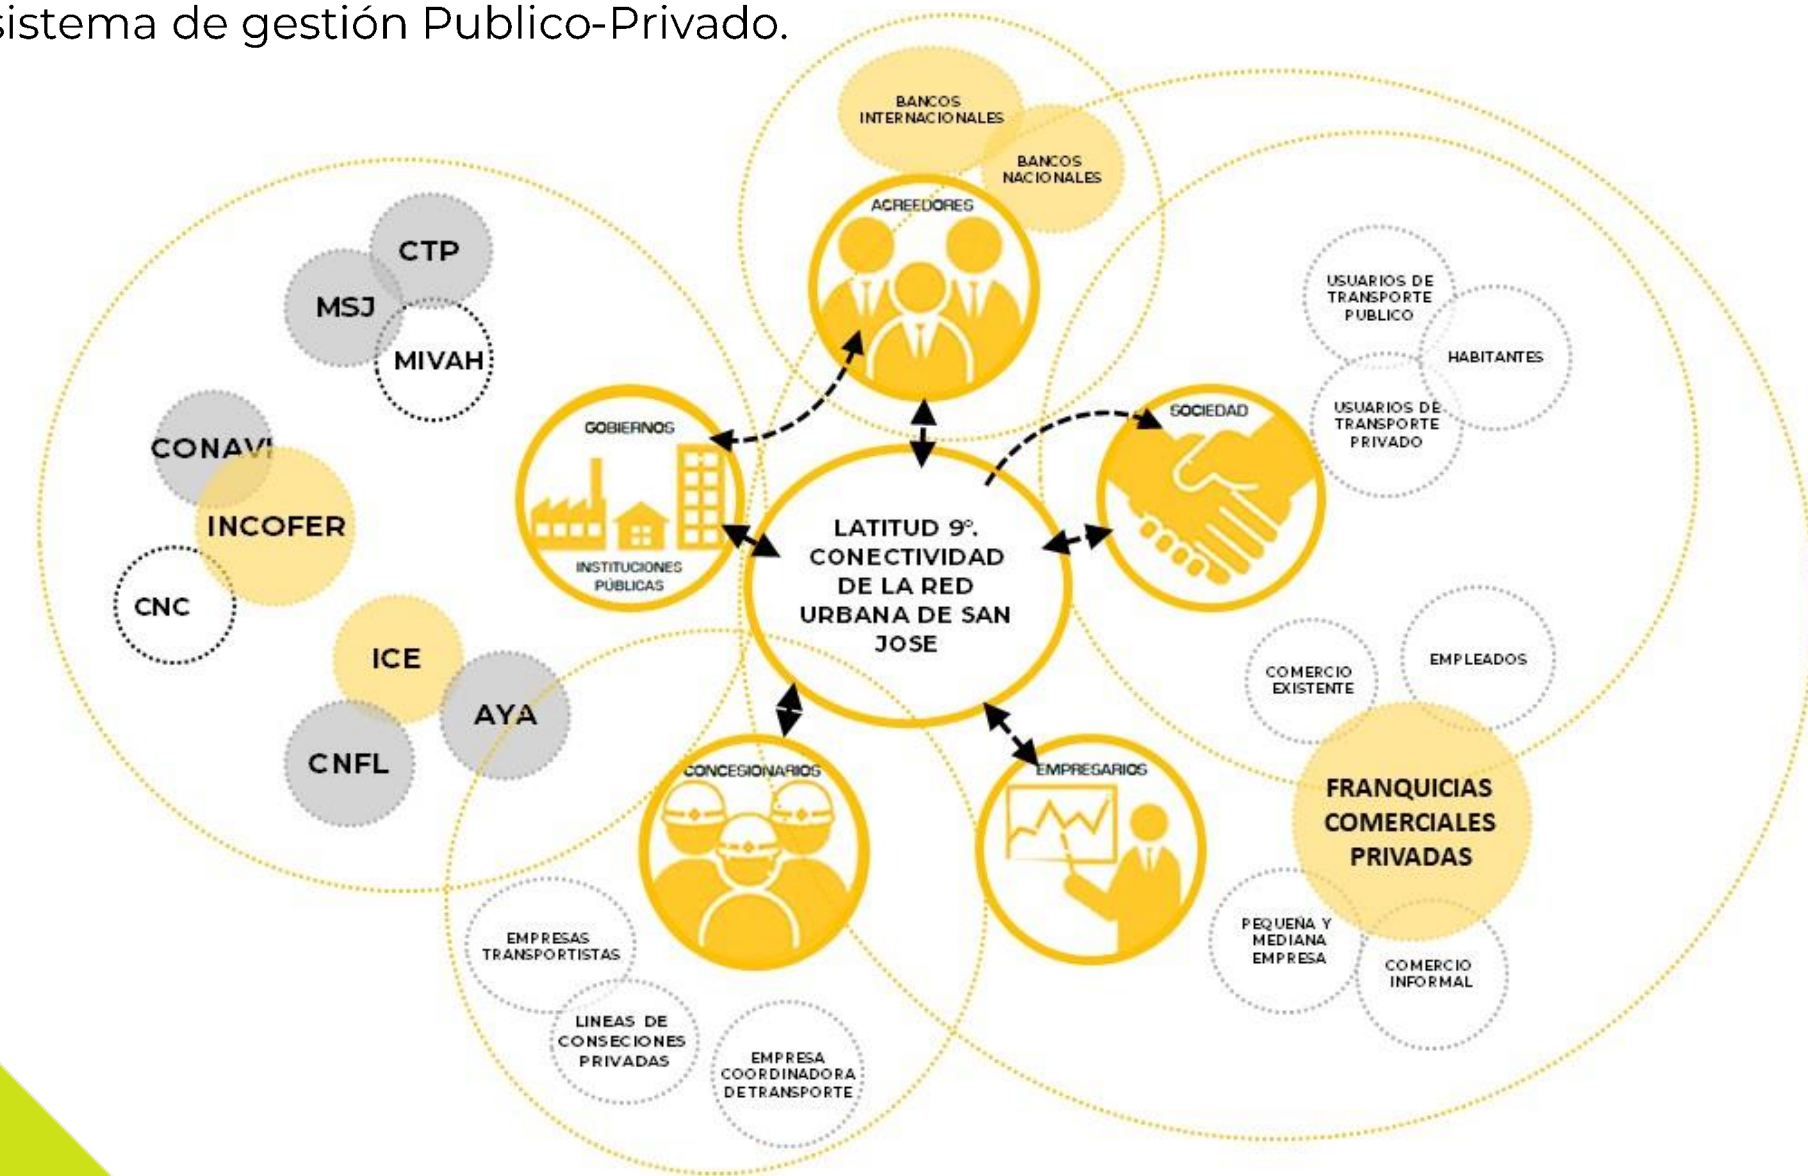 sistema de gestión Publico-Privado.
BANCOS
INTERNACIONALES
BANCOS
NACIONALES
ACREEDORES
CTP
MSJ
MIVAH
CONAVI
INCOFER
CNC
ICE
AYA
CNFL
GOBIERNOS
INSTITUCIONES
PÚBLICAS
LATITUD 9°.
CONECTIVIDAD
DE LA RED
URBANA DE SAN
JOSE
SOCIEDAD
USUARIOS DE
TRANSPORTE
PUBLICO
HABITANTES
USUARIOS DE
TRANSPORTE
PRIVADO
COMERCIO
EXISTENTE
EMPLEADOS
FRANQUICIAS
COMERCIALES
PRIVADAS
PEQUEÑA Y
MEDIANA
EMPRESA
COMERCIO
INFORMAL
EMPRESARIOS
CONCESIONARIOS
EMPRESAS
TRANSPORTISTAS
LINEAS DE
CONSECIONES
PRIVADAS
EMPRESA
COORDINADORA
DE TRANSPORTE